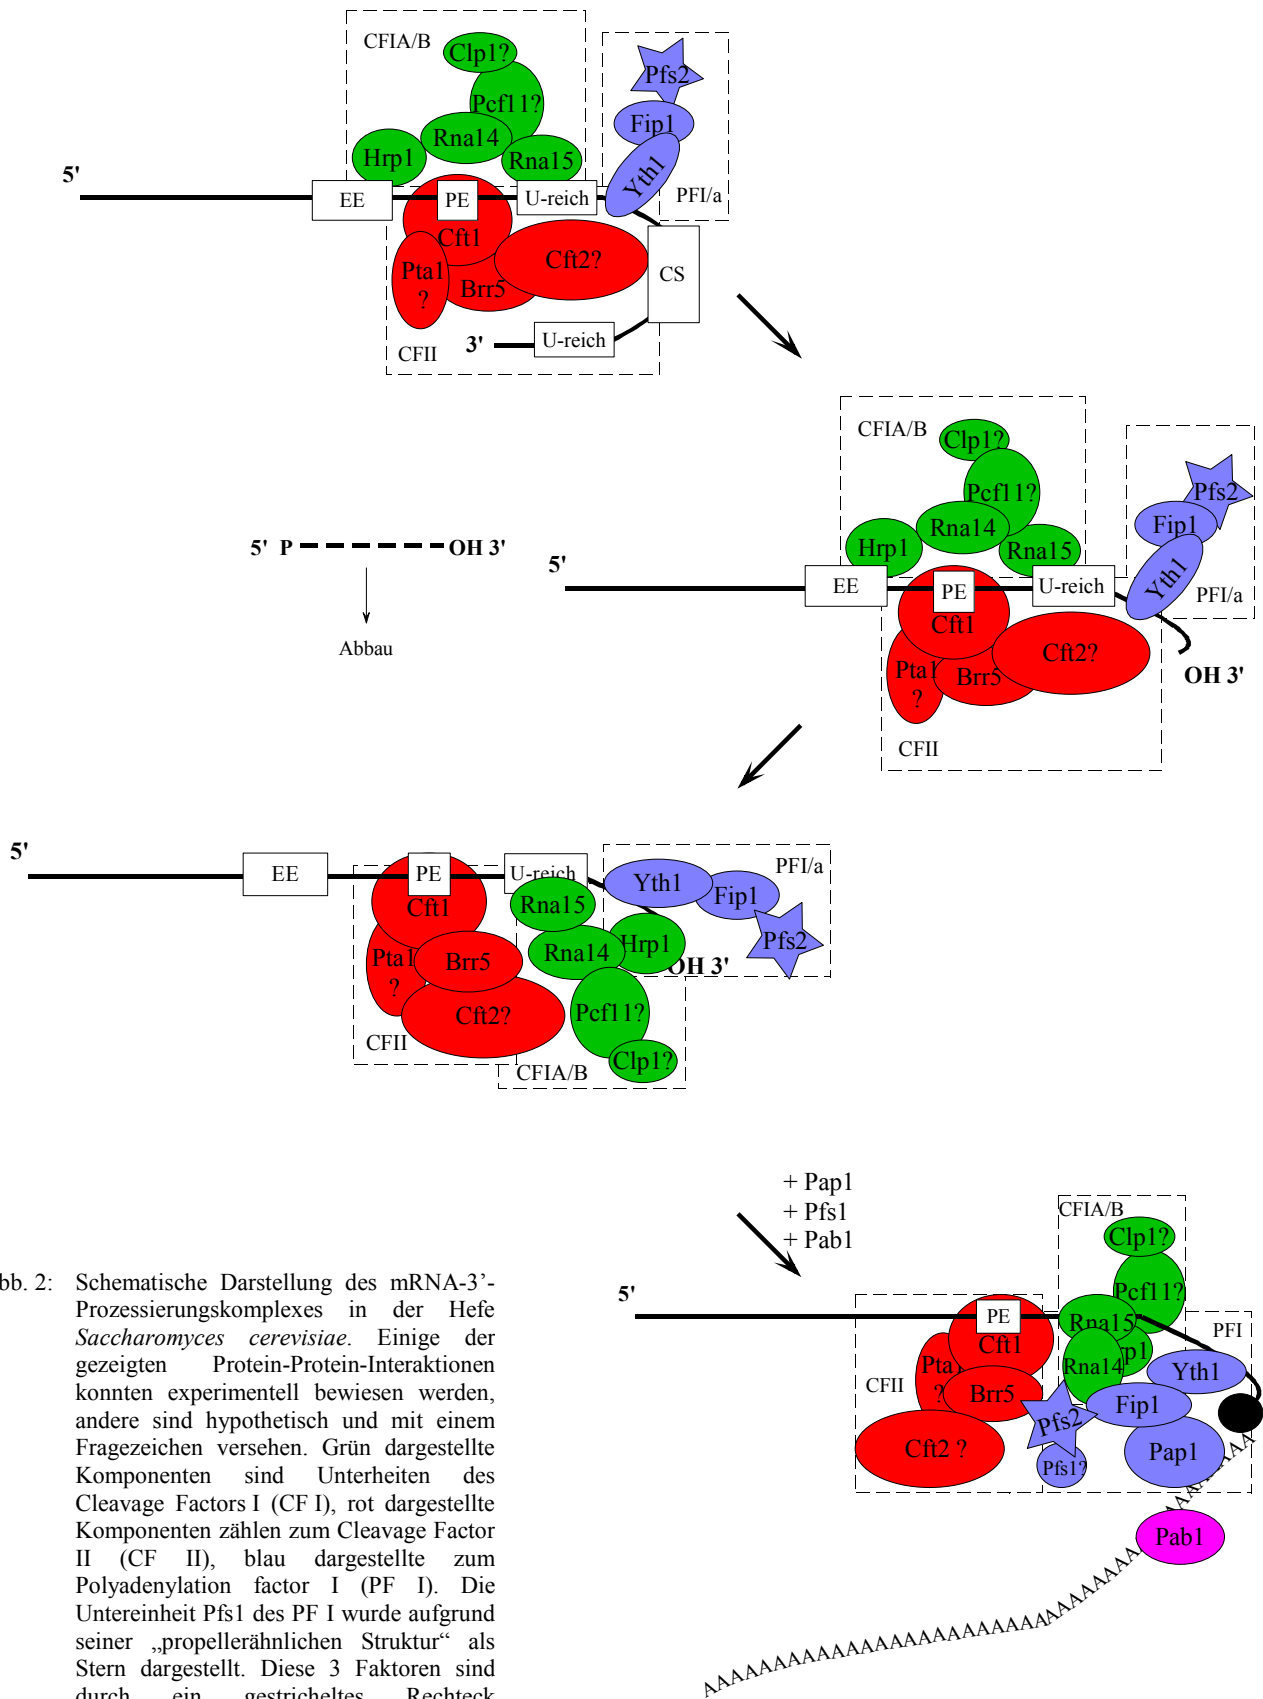 CFIA/B
Clp1?
Pfs2
Pcf11?
Fip1
Rna14
Hrp1
Rna15
Yth1
5'
EE
PE
U-reich
PFI/a
Cft1
Cft2?
Pta1
?
Brr5
CS
3'
U-reich
CFII
CFIA/B
Clp1?
Pcf11?
Pfs2
Rna14
Fip1
5' P
OH 3'
Hrp1
Rna15
5'
Yth1
EE
PE
U-reich
PFI/a
Cft1
Abbau
Cft2?
Pta1
?
Brr5
OH 3'
CFII
5'
EE
PE
U-reich
PFI/a
Yth1
Fip1
Cft1
Rna15
Pfs2
Hrp1
Pta1
?
Brr5
Rna14
OH 3'
Cft2?
Pcf11?
CFII
Clp1?
CFIA/B
+ Pap1
+ Pfs1
+ Pab1
CFIA/B
Clp1?
5'
Pcf11?
PE
Rna15
PFI
Cft1
rp1
Pta1
?
Rna14
Yth1
CFII
Brr5
Pfs2
Fip1
Cft2 ?
Pfs1?
Pap1
Pab1
bb. 2: Schematische Darstellung des mRNA-3’-
Prozessierungskomplexes in der Hefe
Saccharomyces cerevisiae. Einige der
gezeigten Protein-Protein-Interaktionen
konnten experimentell bewiesen werden,
andere sind hypothetisch und mit einem
Fragezeichen versehen. Grün dargestellte
Komponenten sind Unterheiten des
Cleavage Factors I (CF I), rot dargestellte
Komponenten zählen zum Cleavage Factor
II (CF II), blau dargestellte zum
Polyadenylation factor I (PF I). Die
Untereinheit Pfs1 des PF I wurde aufgrund
seiner „propellerähnlichen Struktur“ als
Stern dargestellt. Diese 3 Faktoren sind
durch ein gestricheltes Rechteck